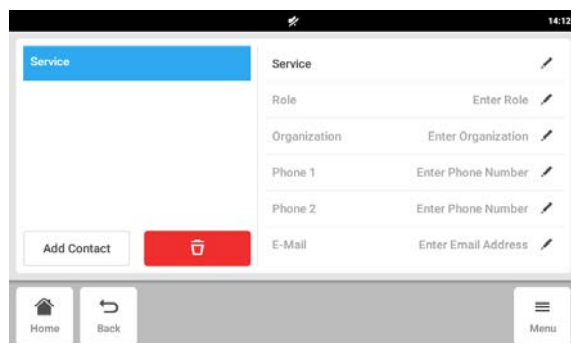 14:12
Service
Service
Role Enter Role
Organization Enter Organization
Phone 1 Enter Phone Number
Phone 2 Enter Phone Number
E-Mail Enter Email Address
Add Contact
Home Back Menu